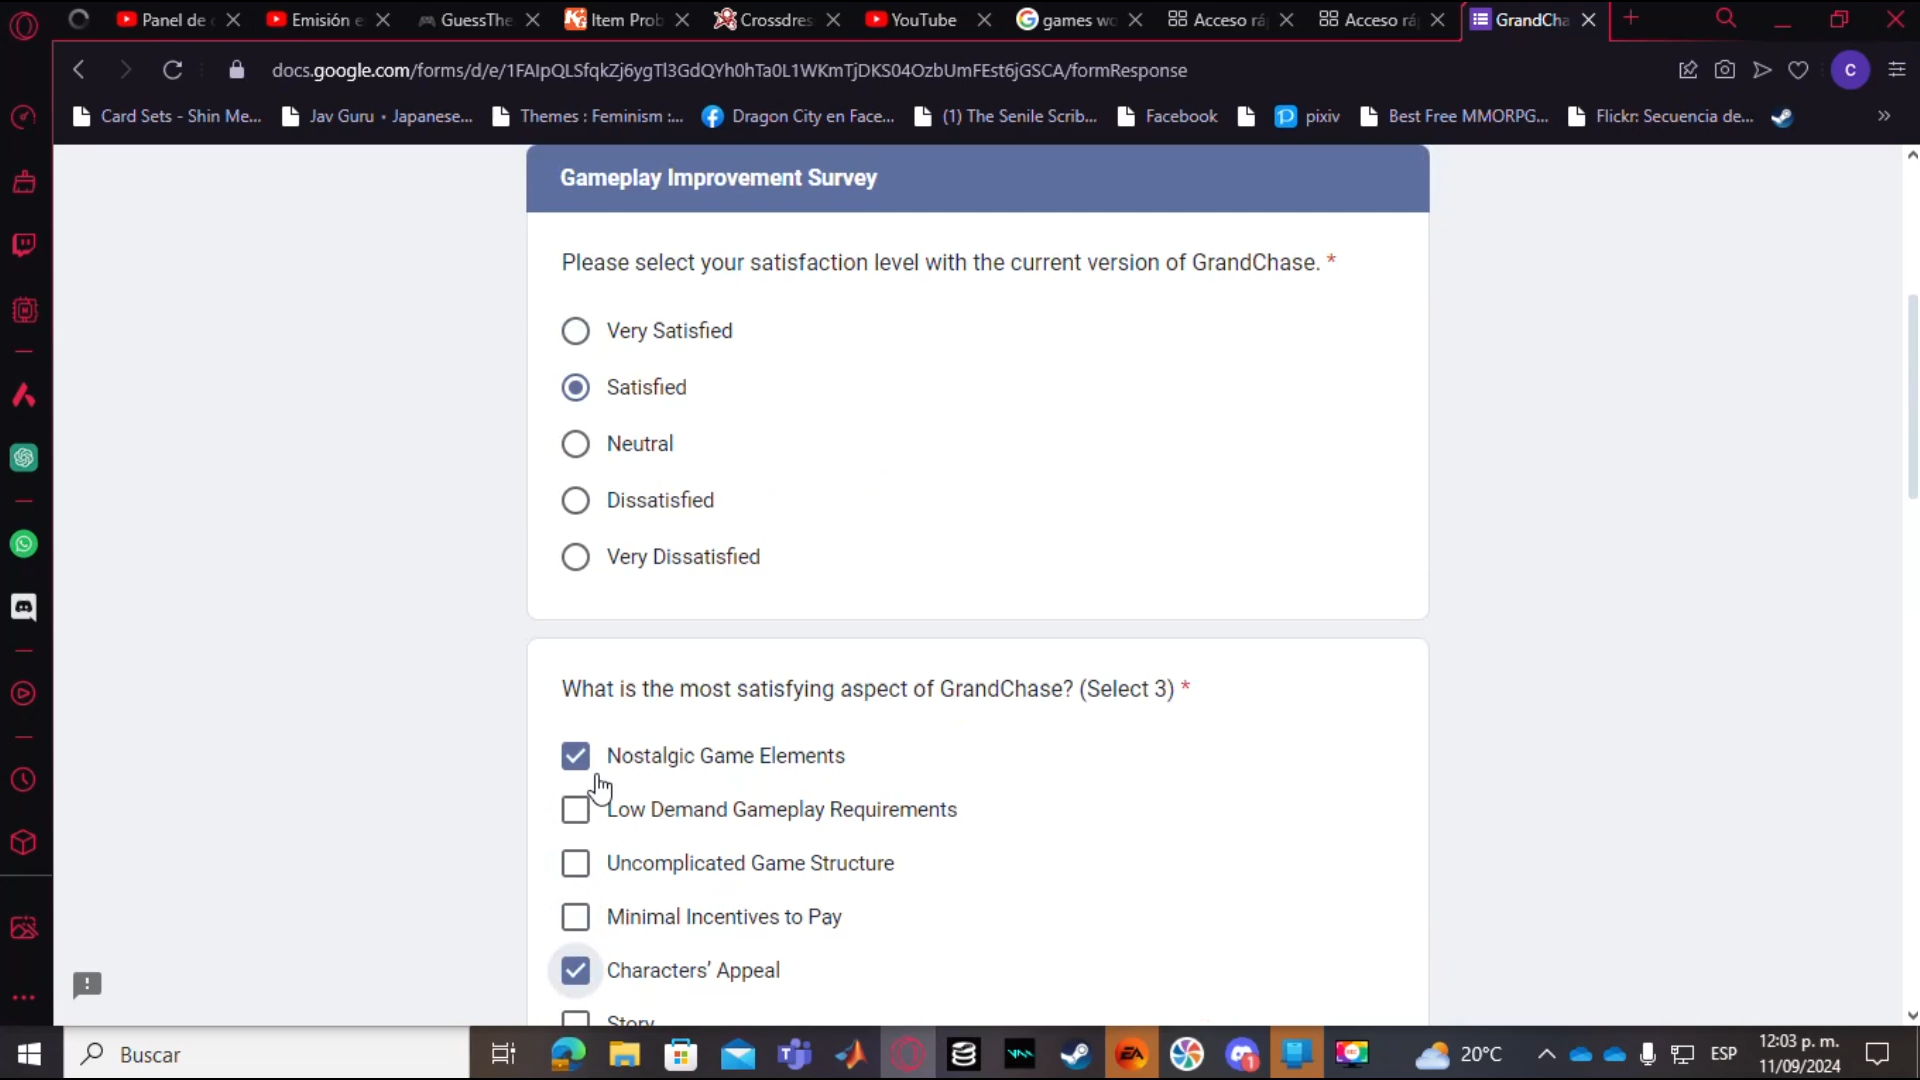 Panel de
Emisión e
GuessThe
Item Prob
Crossdres
YouTube
games wo
Acceso rá
Acceso rá
GrandCha
docs.google.com/forms/d/e/1FAIpQLSfqkZj6ygTl3GdQYh0hTa0L1WKmTjDKS04OzbUmFEst6jGSCA/formResponse
C
Card Sets - Shin Me...
Jav Guru • Japanese...
Themes : Feminism :...
Dragon City en Face...
(1) The Senile Scrib...
Facebook
pixiv
Best Free MMORPG...
Flickr: Secuencia de...
Gameplay Improvement Survey
Please select your satisfaction level with the current version of GrandChase. *
Very Satisfied
Satisfied
Neutral
Dissatisfied
Very Dissatisfied
What is the most satisfying aspect of GrandChase? (Select 3) *
Nostalgic Game Elements
Low Demand Gameplay Requirements
Uncomplicated Game Structure
Minimal Incentives to Pay
Characters' Appeal
Story
Buscar
EA
1
20°C
ESP
12:03 p. m.
11/09/2024